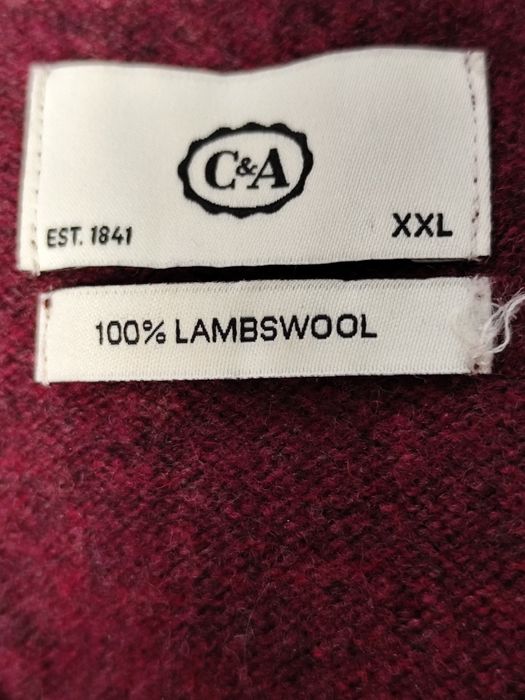 C&A
EST. 1841 XXL
100% LAMBSWOOL